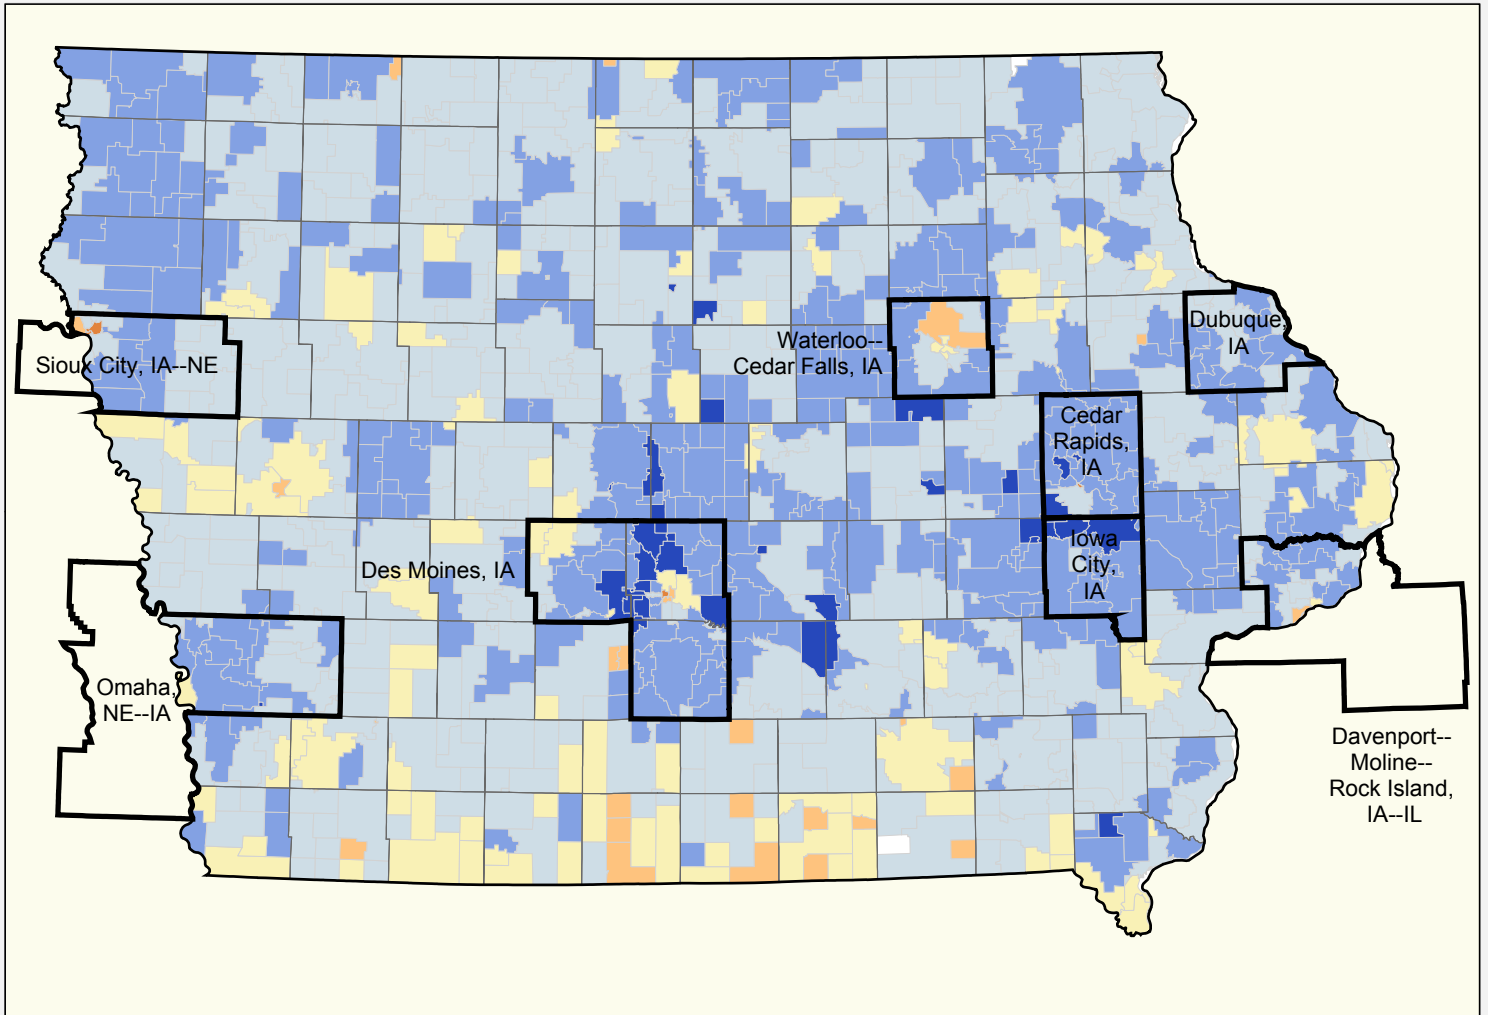 Waterloo--
Cedar Falls, IA
Dubuque,
IA
Sioux City, IA--NE
Cedar
Rapids,
IA
Iowa
City,
IA
Des Moines, IA
Omaha,
NE--IA
Davenport--
Moline--
Rock Island,
IA--IL